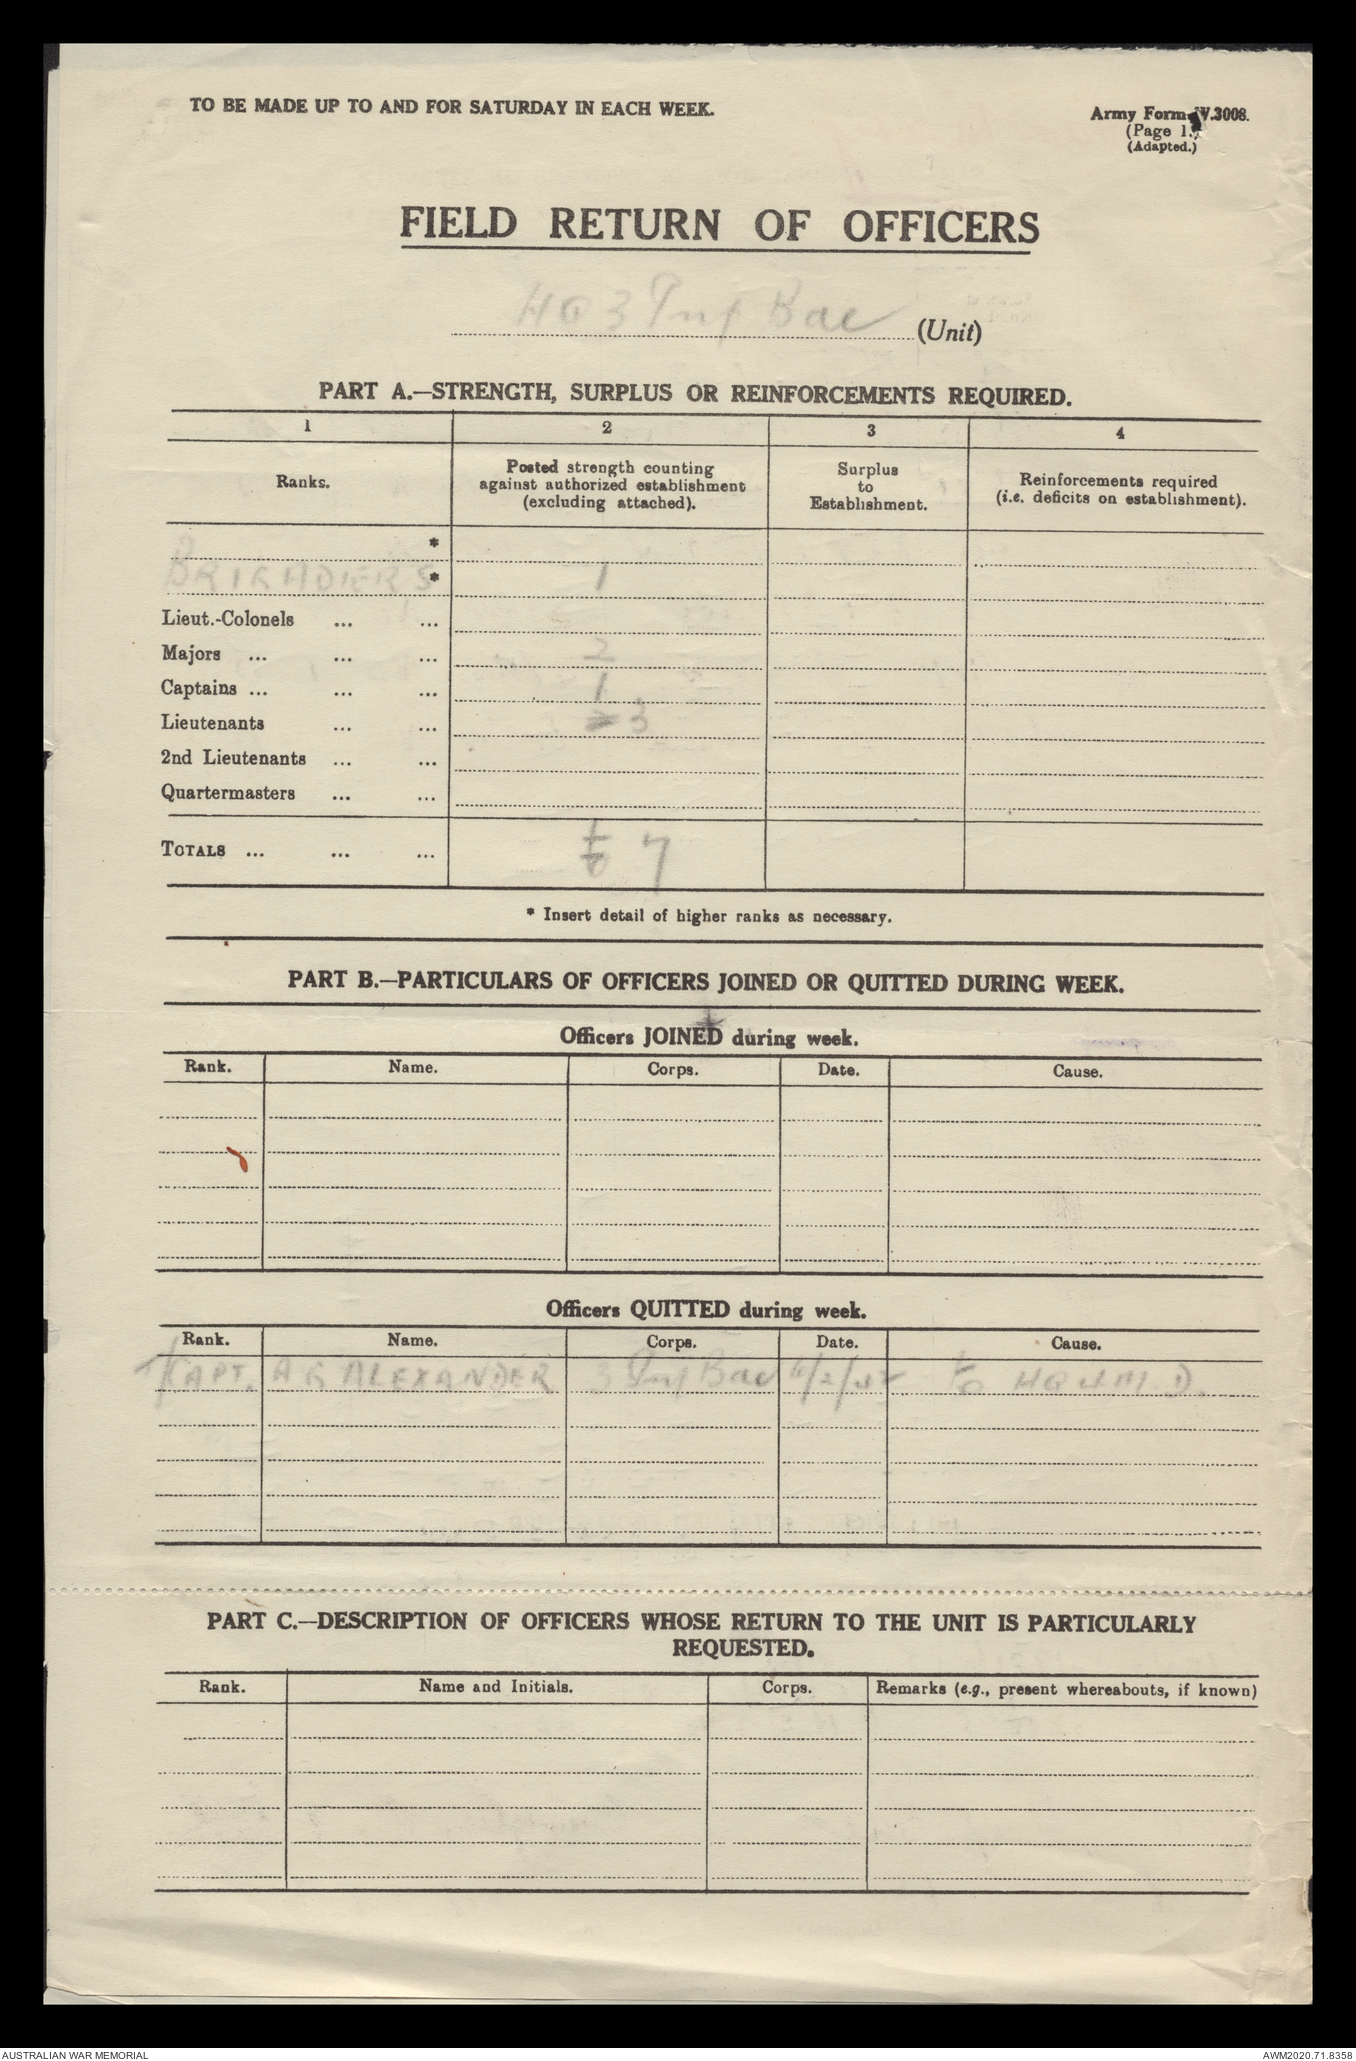 TO BE MADE UP TO AND FOR SATURDAY IN EACH WEEK.
Army Form W.3008.
(Page 1.)
(Adapted.)
FIELD RETURN OF OFFICERS
HQ 3 Inf Bde (Unit)
PART A.—STRENGTH, SURPLUS OR REINFORCEMENTS REQUIRED.
1 2 3 4
Ranks. Posted strength counting against authorized establishment (excluding attached). Surplus to Establishment. Reinforcements required (i.e. deficits on establishment).
*
BRIGADIERS * 1
Lieut.-Colonels ... ...
Majors ... ... ... 2
Captains ... ... ... 1
Lieutenants ... ... 3
2nd Lieutenants ... ...
Quartermasters ... ...
TOTALS ... ... ... 6 7
* Insert detail of higher ranks as necessary.
PART B.—PARTICULARS OF OFFICERS JOINED OR QUITTED DURING WEEK.
Officers JOINED during week.
Rank. Name. Corps. Date. Cause.
Officers QUITTED during week.
Rank. Name. Corps. Date. Cause.
T/CAPT. A G ALEXANDER 3 Inf Bde /2/42 to HQ 4 M.D.
PART C.—DESCRIPTION OF OFFICERS WHOSE RETURN TO THE UNIT IS PARTICULARLY
REQUESTED.
Rank. Name and Initials. Corps. Remarks (e.g., present whereabouts, if known)
AUSTRALIAN WAR MEMORIAL AWM2020.71.8358